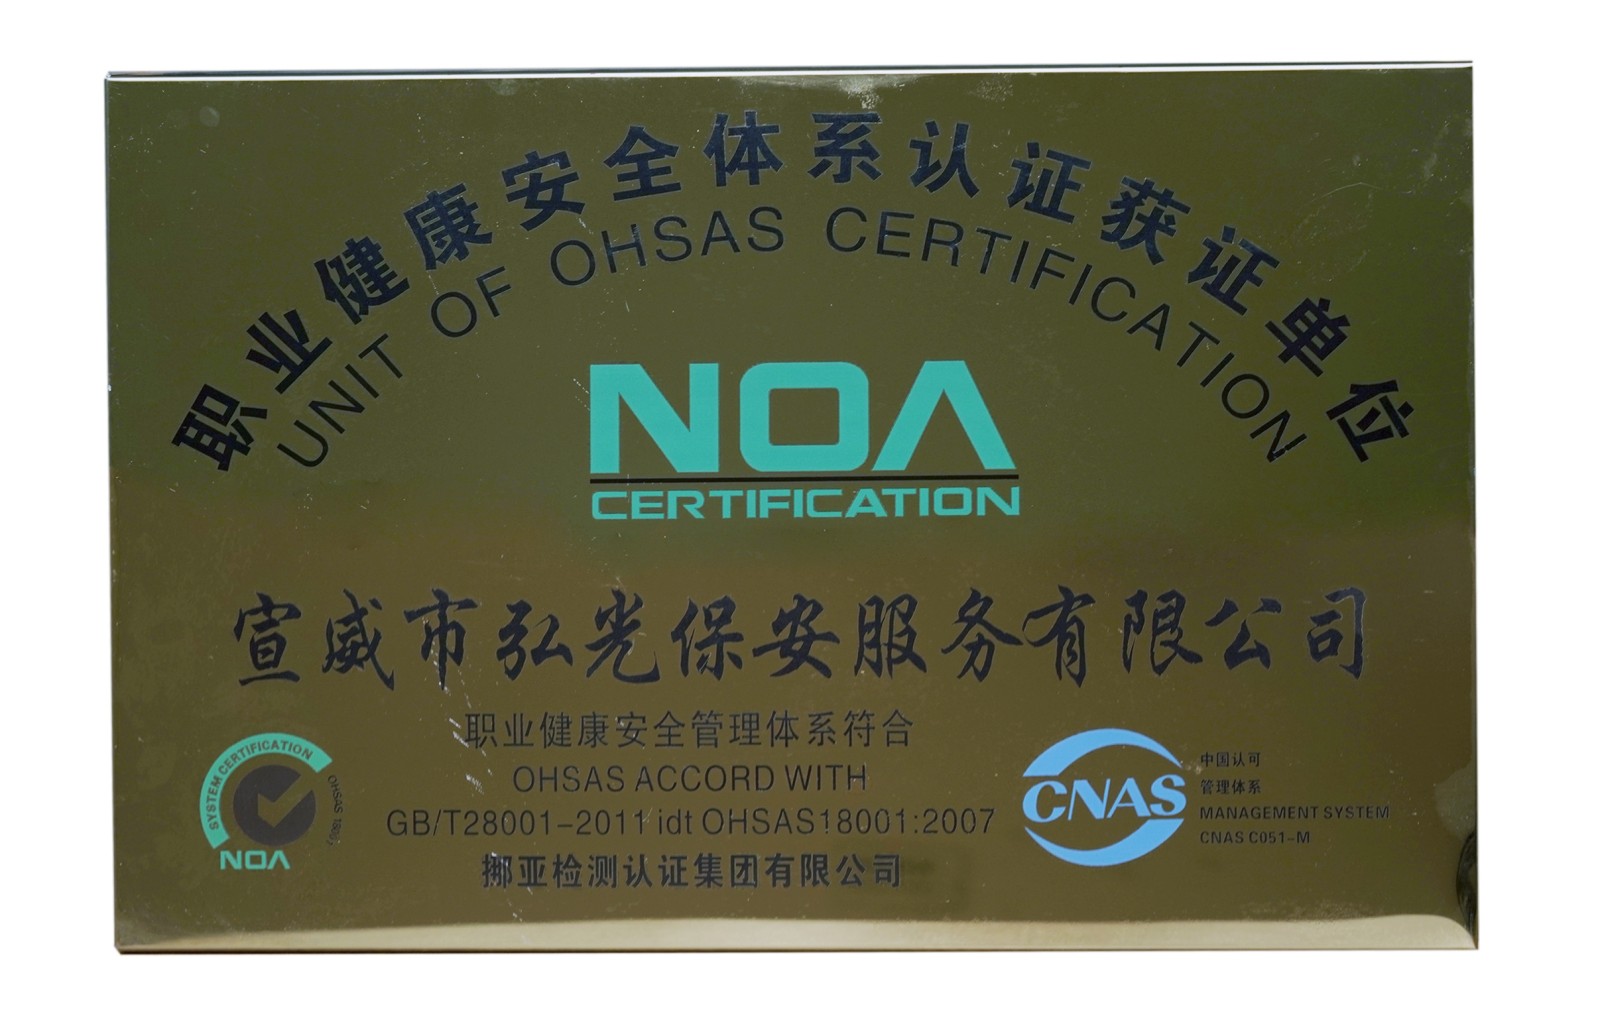 职业健康安全体系认证获证单位
UNIT OF OHSAS CERTIFICATION
NOA
CERTIFICATION
宣威市弘光保安服务有限公司
职业健康安全管理体系符合
OHSAS ACCORD WITH
GB/T28001-2011 idt OHSAS18001:2007
挪亚检测认证集团有限公司
SYSTEM CERTIFICATION
OHSAS 18001
NOA
CNAS
中国认可
管理体系
MANAGEMENT SYSTEM
CNAS C051-M